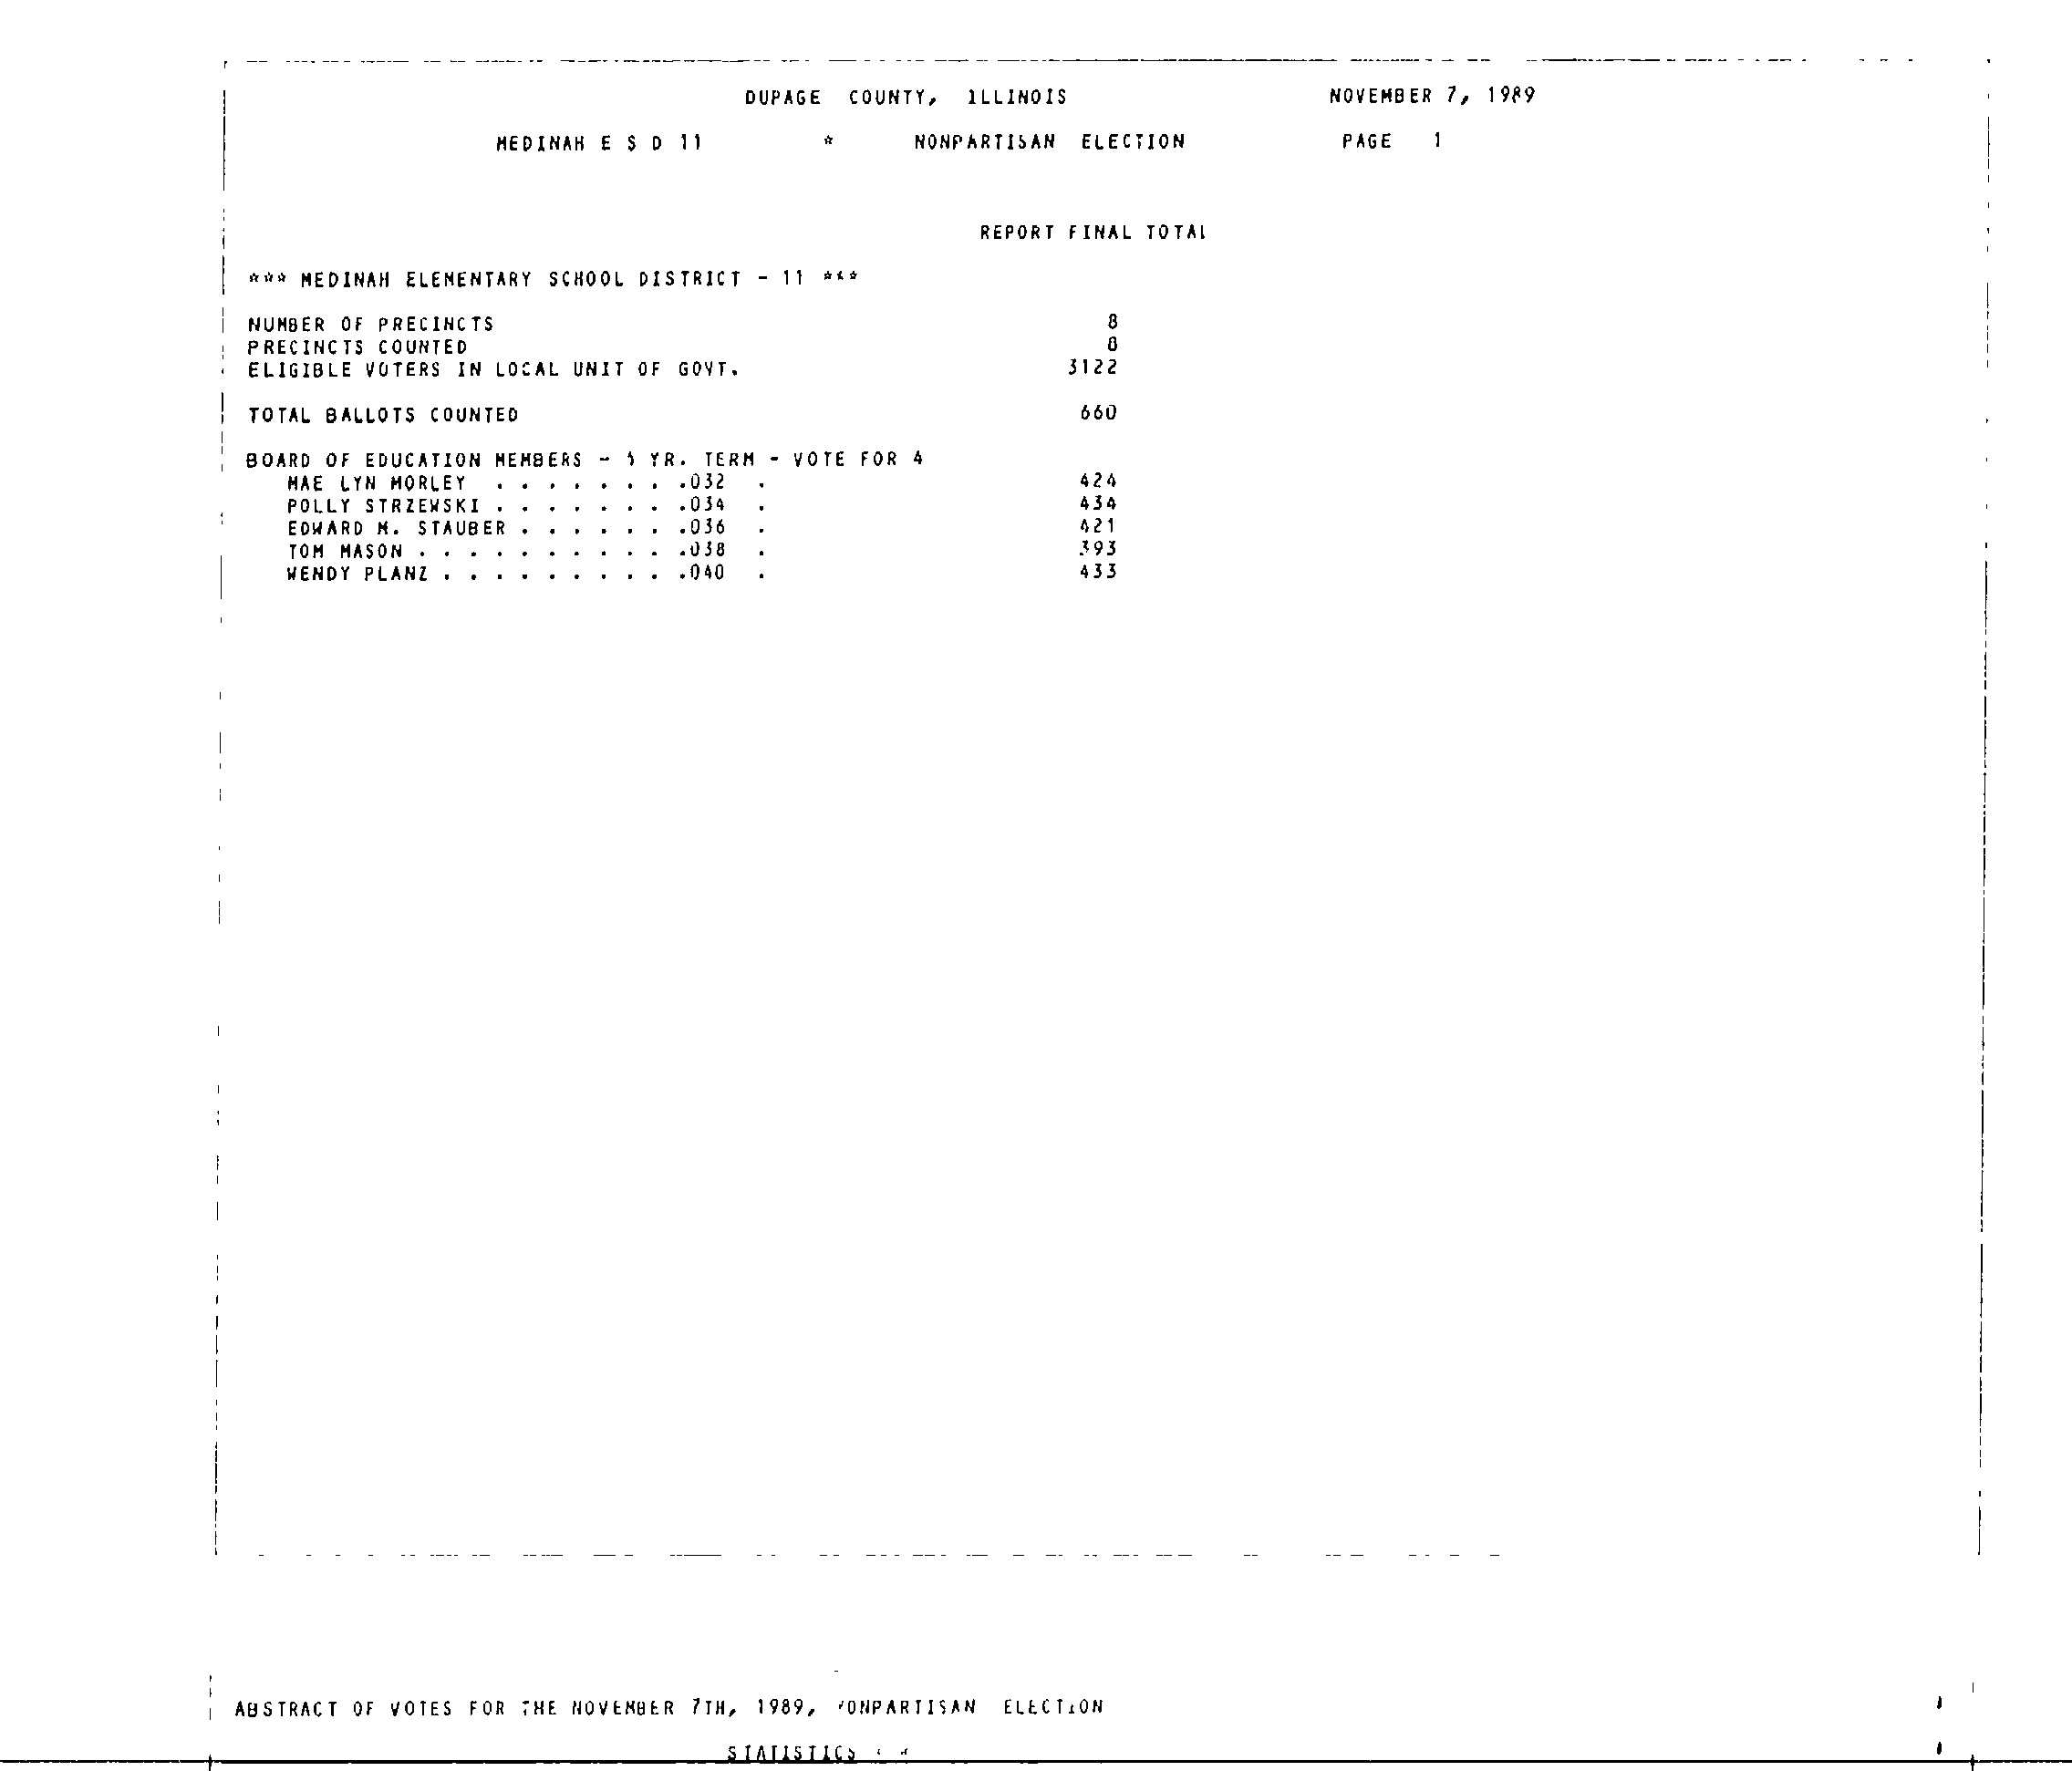 DUPAGE COUNTY, ILLINOIS NOVEMBER 7, 1989
MEDINAH E S D 11 * NONPARTISAN ELECTION PAGE 1
REPORT FINAL TOTAL
*** MEDINAH ELEMENTARY SCHOOL DISTRICT - 11 ***
NUMBER OF PRECINCTS 8
PRECINCTS COUNTED 8
ELIGIBLE VOTERS IN LOCAL UNIT OF GOVT. 3122
TOTAL BALLOTS COUNTED 660
BOARD OF EDUCATION MEMBERS - 4 YR. TERM - VOTE FOR 4
MAE LYN MORLEY . . . . . . . .032 . 424
POLLY STRZEWSKI . . . . . . . .034 . 434
EDWARD M. STAUBER . . . . . . .036 . 421
TOM MASON . . . . . . . . . . .038 . 393
WENDY PLANZ . . . . . . . . . .040 . 433
ABSTRACT OF VOTES FOR THE NOVEMBER 7TH, 1989, NONPARTISAN ELECTION
STATISTICS